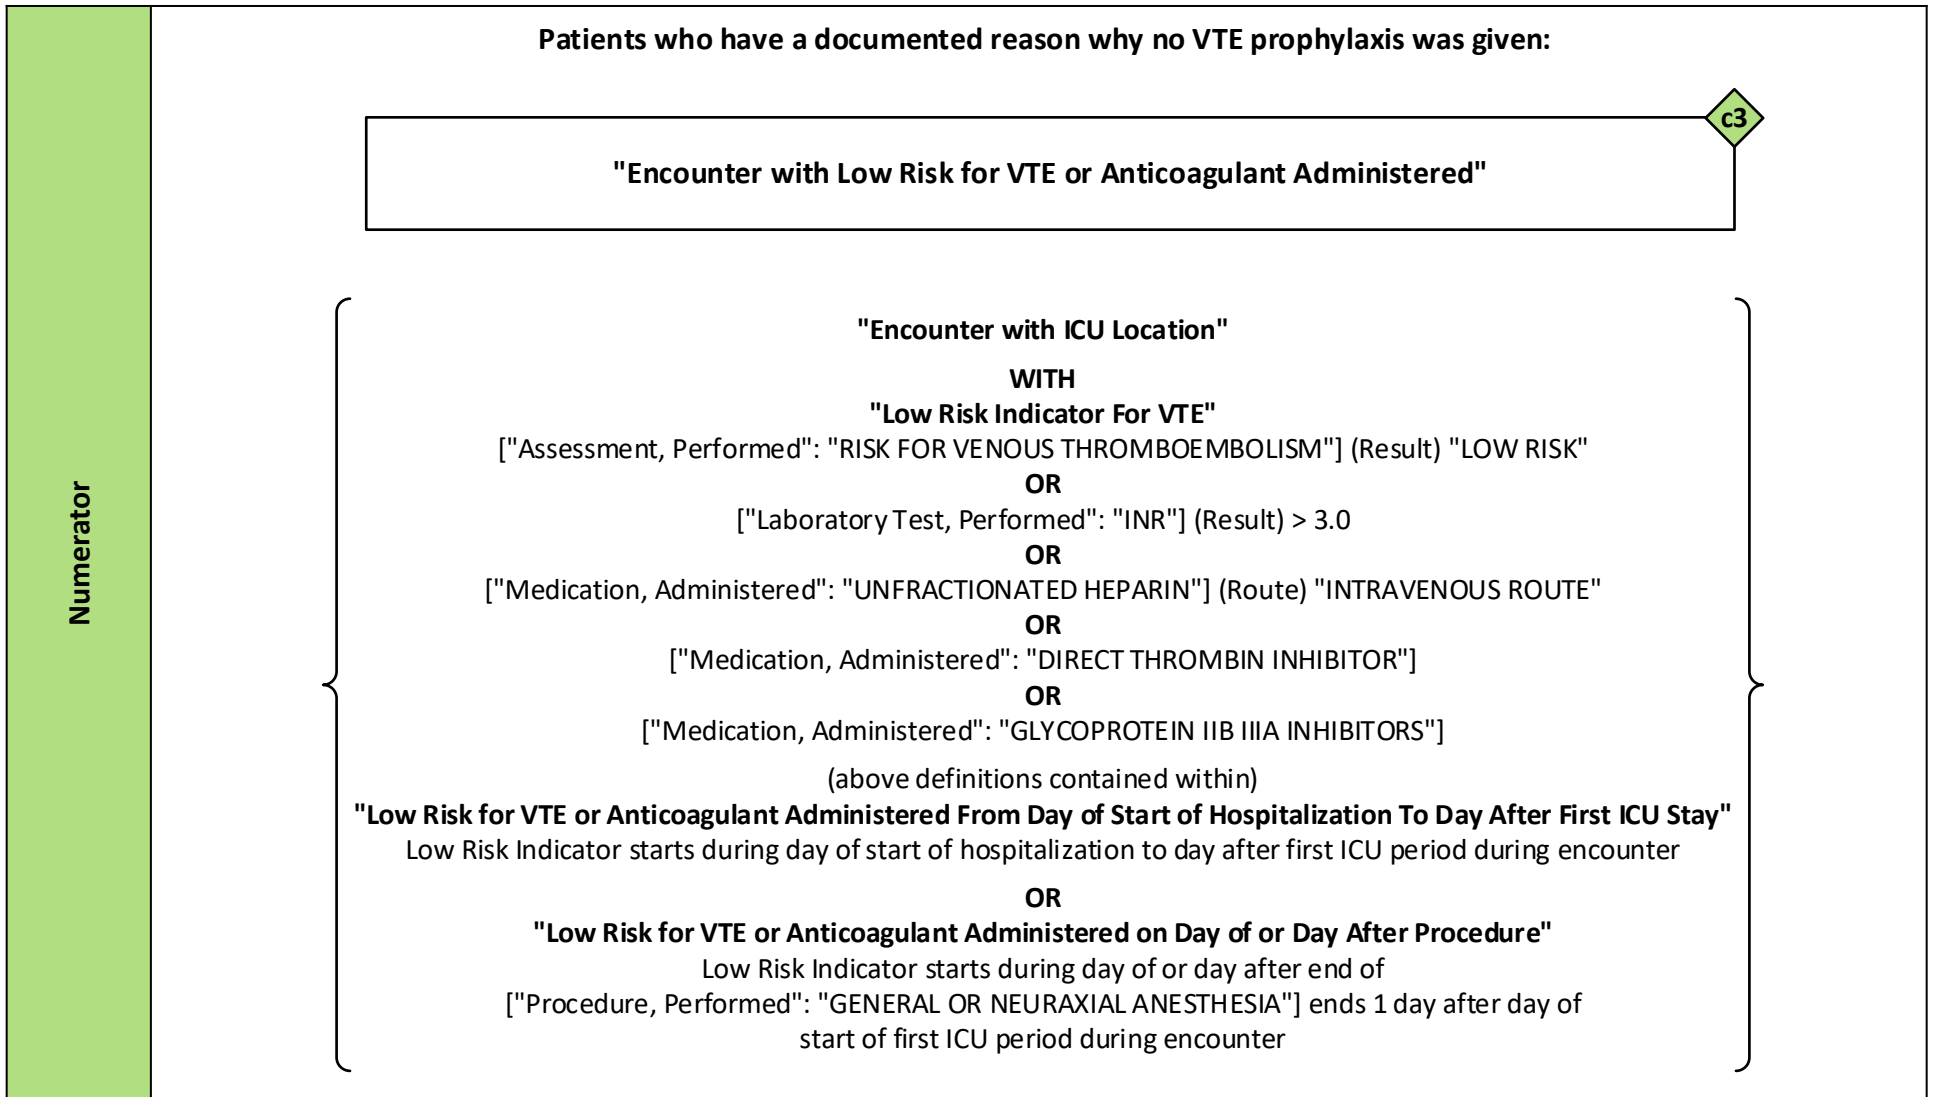 Patients who have a documented reason why no VTE prophylaxis was given:
c3
"Encounter with Low Risk for VTE or Anticoagulant Administered"
Numerator
"Encounter with ICU Location"
WITH
"Low Risk Indicator For VTE"
["Assessment, Performed": "RISK FOR VENOUS THROMBOEMBOLISM"] (Result) "LOW RISK"
OR
["Laboratory Test, Performed": "INR"] (Result) > 3.0
OR
["Medication, Administered": "UNFRACTIONATED HEPARIN"] (Route) "INTRAVENOUS ROUTE"
OR
["Medication, Administered": "DIRECT THROMBIN INHIBITOR"]
OR
["Medication, Administered": "GLYCOPROTEIN IIB IIIA INHIBITORS"]
(above definitions contained within)
"Low Risk for VTE or Anticoagulant Administered From Day of Start of Hospitalization To Day After First ICU Stay"
Low Risk Indicator starts during day of start of hospitalization to day after first ICU period during encounter
OR
"Low Risk for VTE or Anticoagulant Administered on Day of or Day After Procedure"
Low Risk Indicator starts during day of or day after end of
["Procedure, Performed": "GENERAL OR NEURAXIAL ANESTHESIA"] ends 1 day after day of
start of first ICU period during encounter